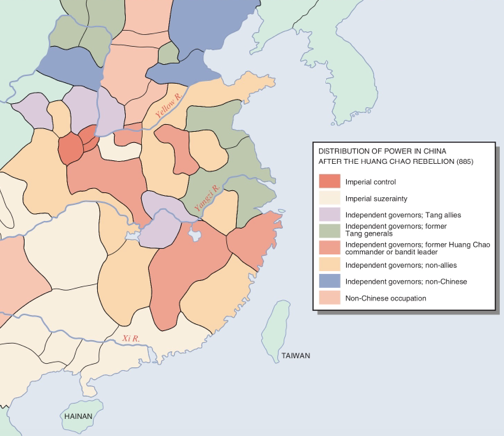 DISTRIBUTION OF POWER IN CHINA
AFTER THE HUANG CHAO REBELLION (885)
Imperial control
Imperial suzerainty
Independent governors; Tang allies
Independent governors; former
Tang generals
Independent governors; former Huang Chao
commander or bandit leader
Independent governors; non-allies
Independent governors; non-Chinese
Non-Chinese occupation
Yellow R.
Yangzi R.
Xi R.
TAIWAN
HAINAN